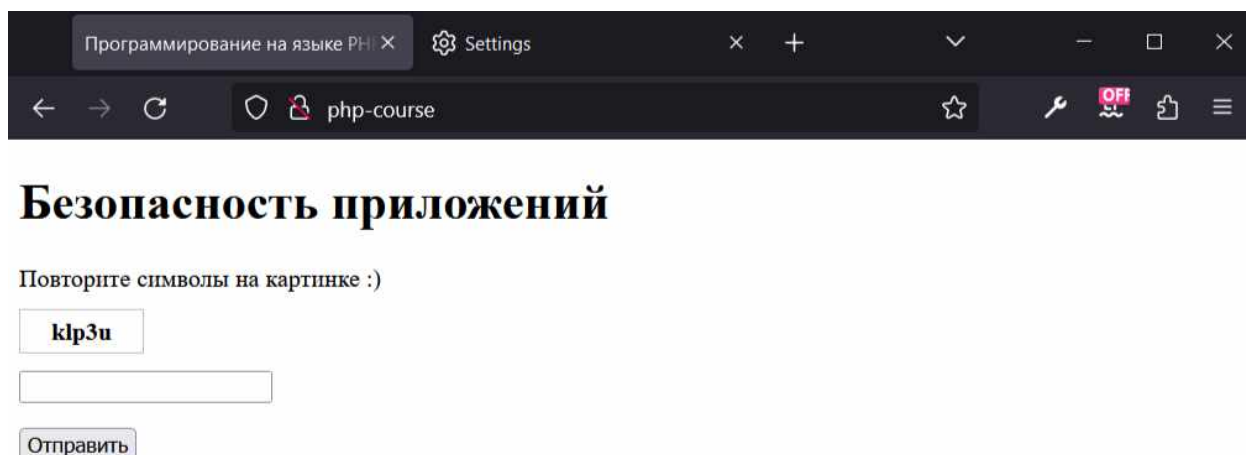 Программирование на языке PH
Settings
php-course
OFF
Безопасность приложений
Повторите символы на картинке :)
klp3u
Отправить